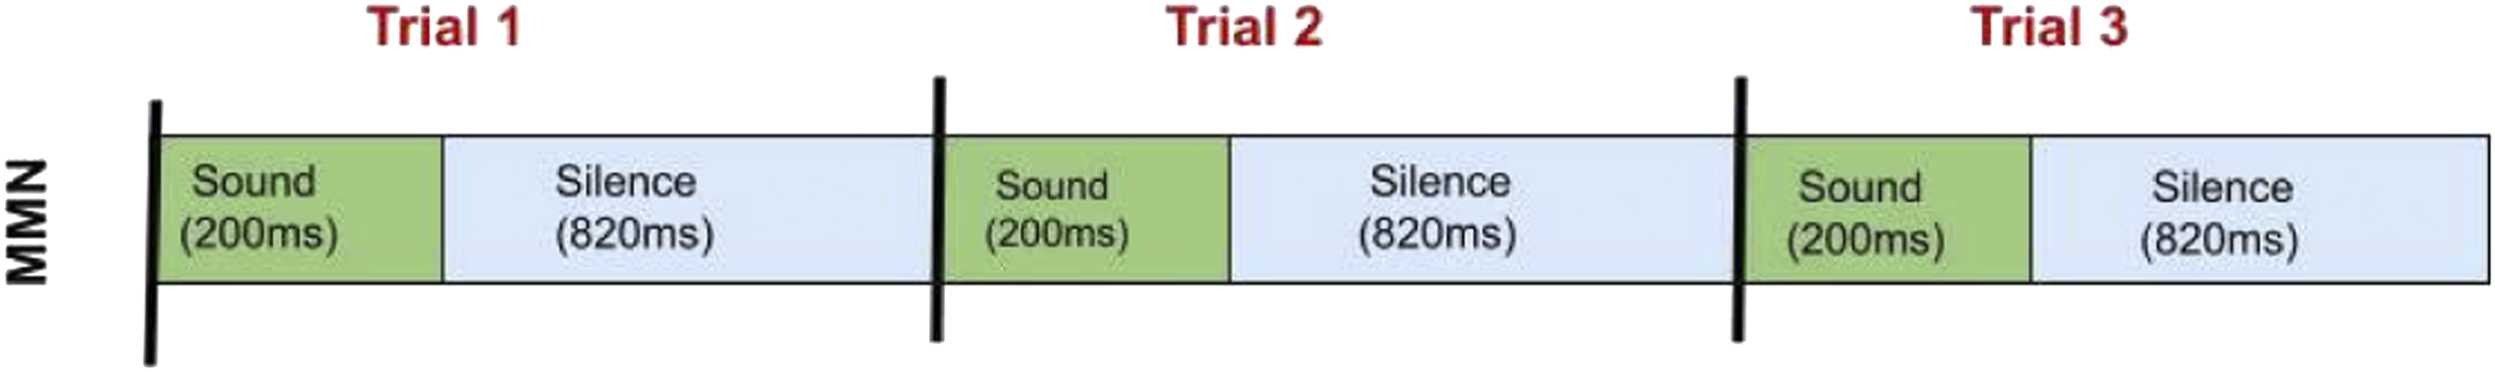 Trial 1
Trial 2
Trial 3
MMN
Sound
(200ms)
Silence
(820ms)
Sound
(200ms)
Silence
(820ms)
Sound
(200ms)
Silence
(820ms)